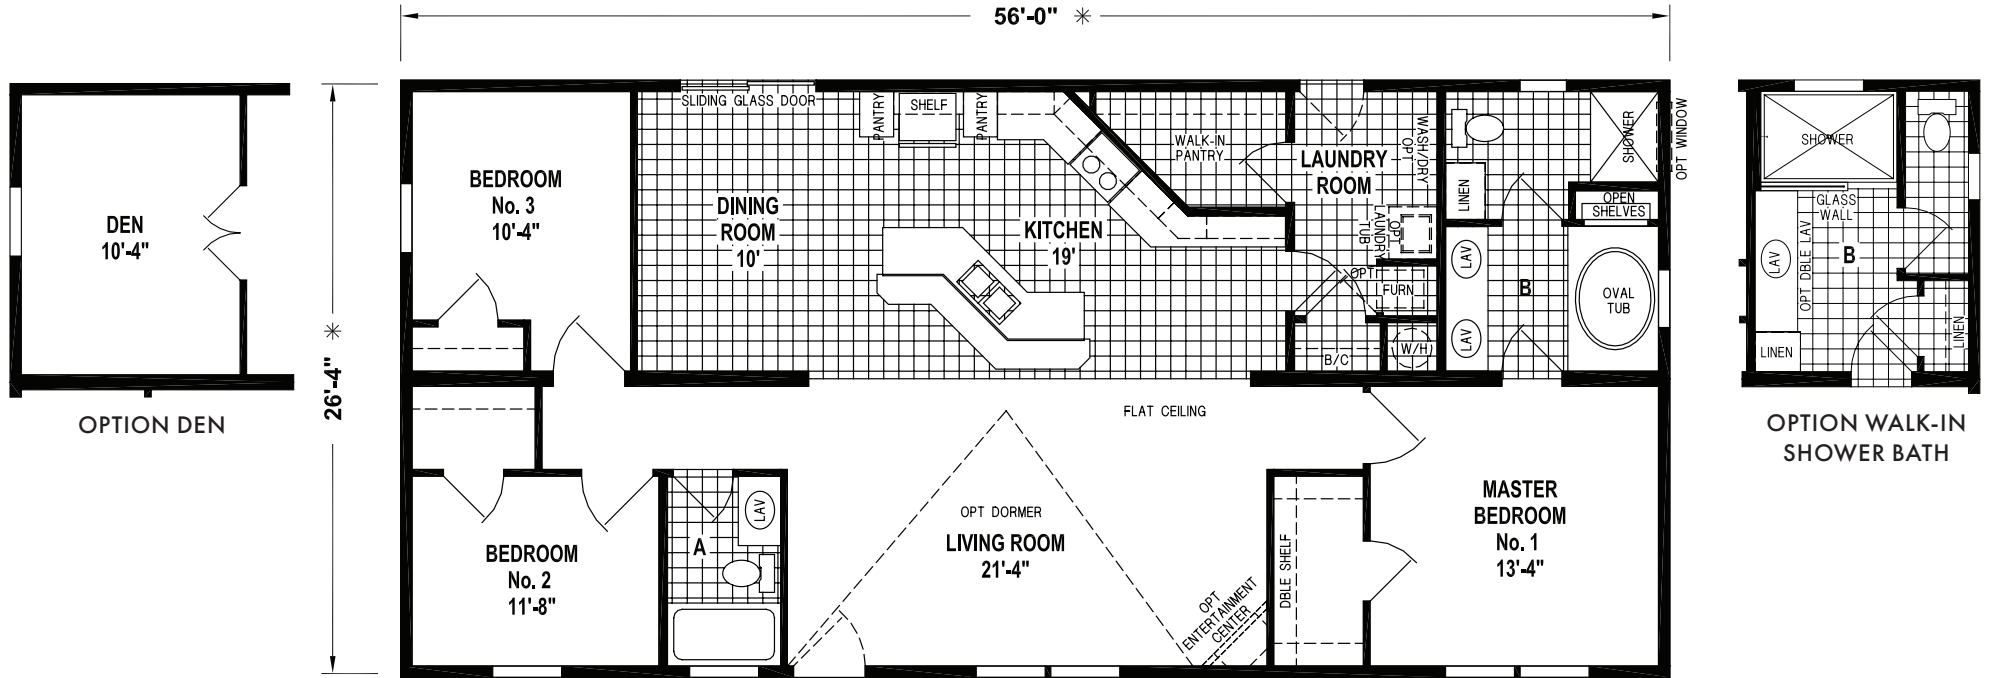 56'-0" ✳
26'-4" ✳
DEN
10'-4"
OPTION DEN
BEDROOM
No. 3
10'-4"
SLIDING GLASS DOOR
DINING
ROOM
10'
PANTRY
SHELF
PANTRY
KITCHEN
19'
WALK-IN
PANTRY
LAUNDRY
ROOM
WASH/DRY
OPT
OPT
LAUNDRY
TUB
OPT
FURN
B/C
W/H
LINEN
SHOWER
OPT WINDOW
OPEN
SHELVES
LAV
LAV
B
OVAL
TUB
FLAT CEILING
BEDROOM
No. 2
11'-8"
A
LAV
OPT DORMER
LIVING ROOM
21'-4"
OPT
ENTERTAINMENT
CENTER
DBLE SHELF
MASTER
BEDROOM
No. 1
13'-4"
SHOWER
GLASS
WALL
LAV
OPT DBLE LAV
B
LINEN
LINEN
OPTION WALK-IN
SHOWER BATH